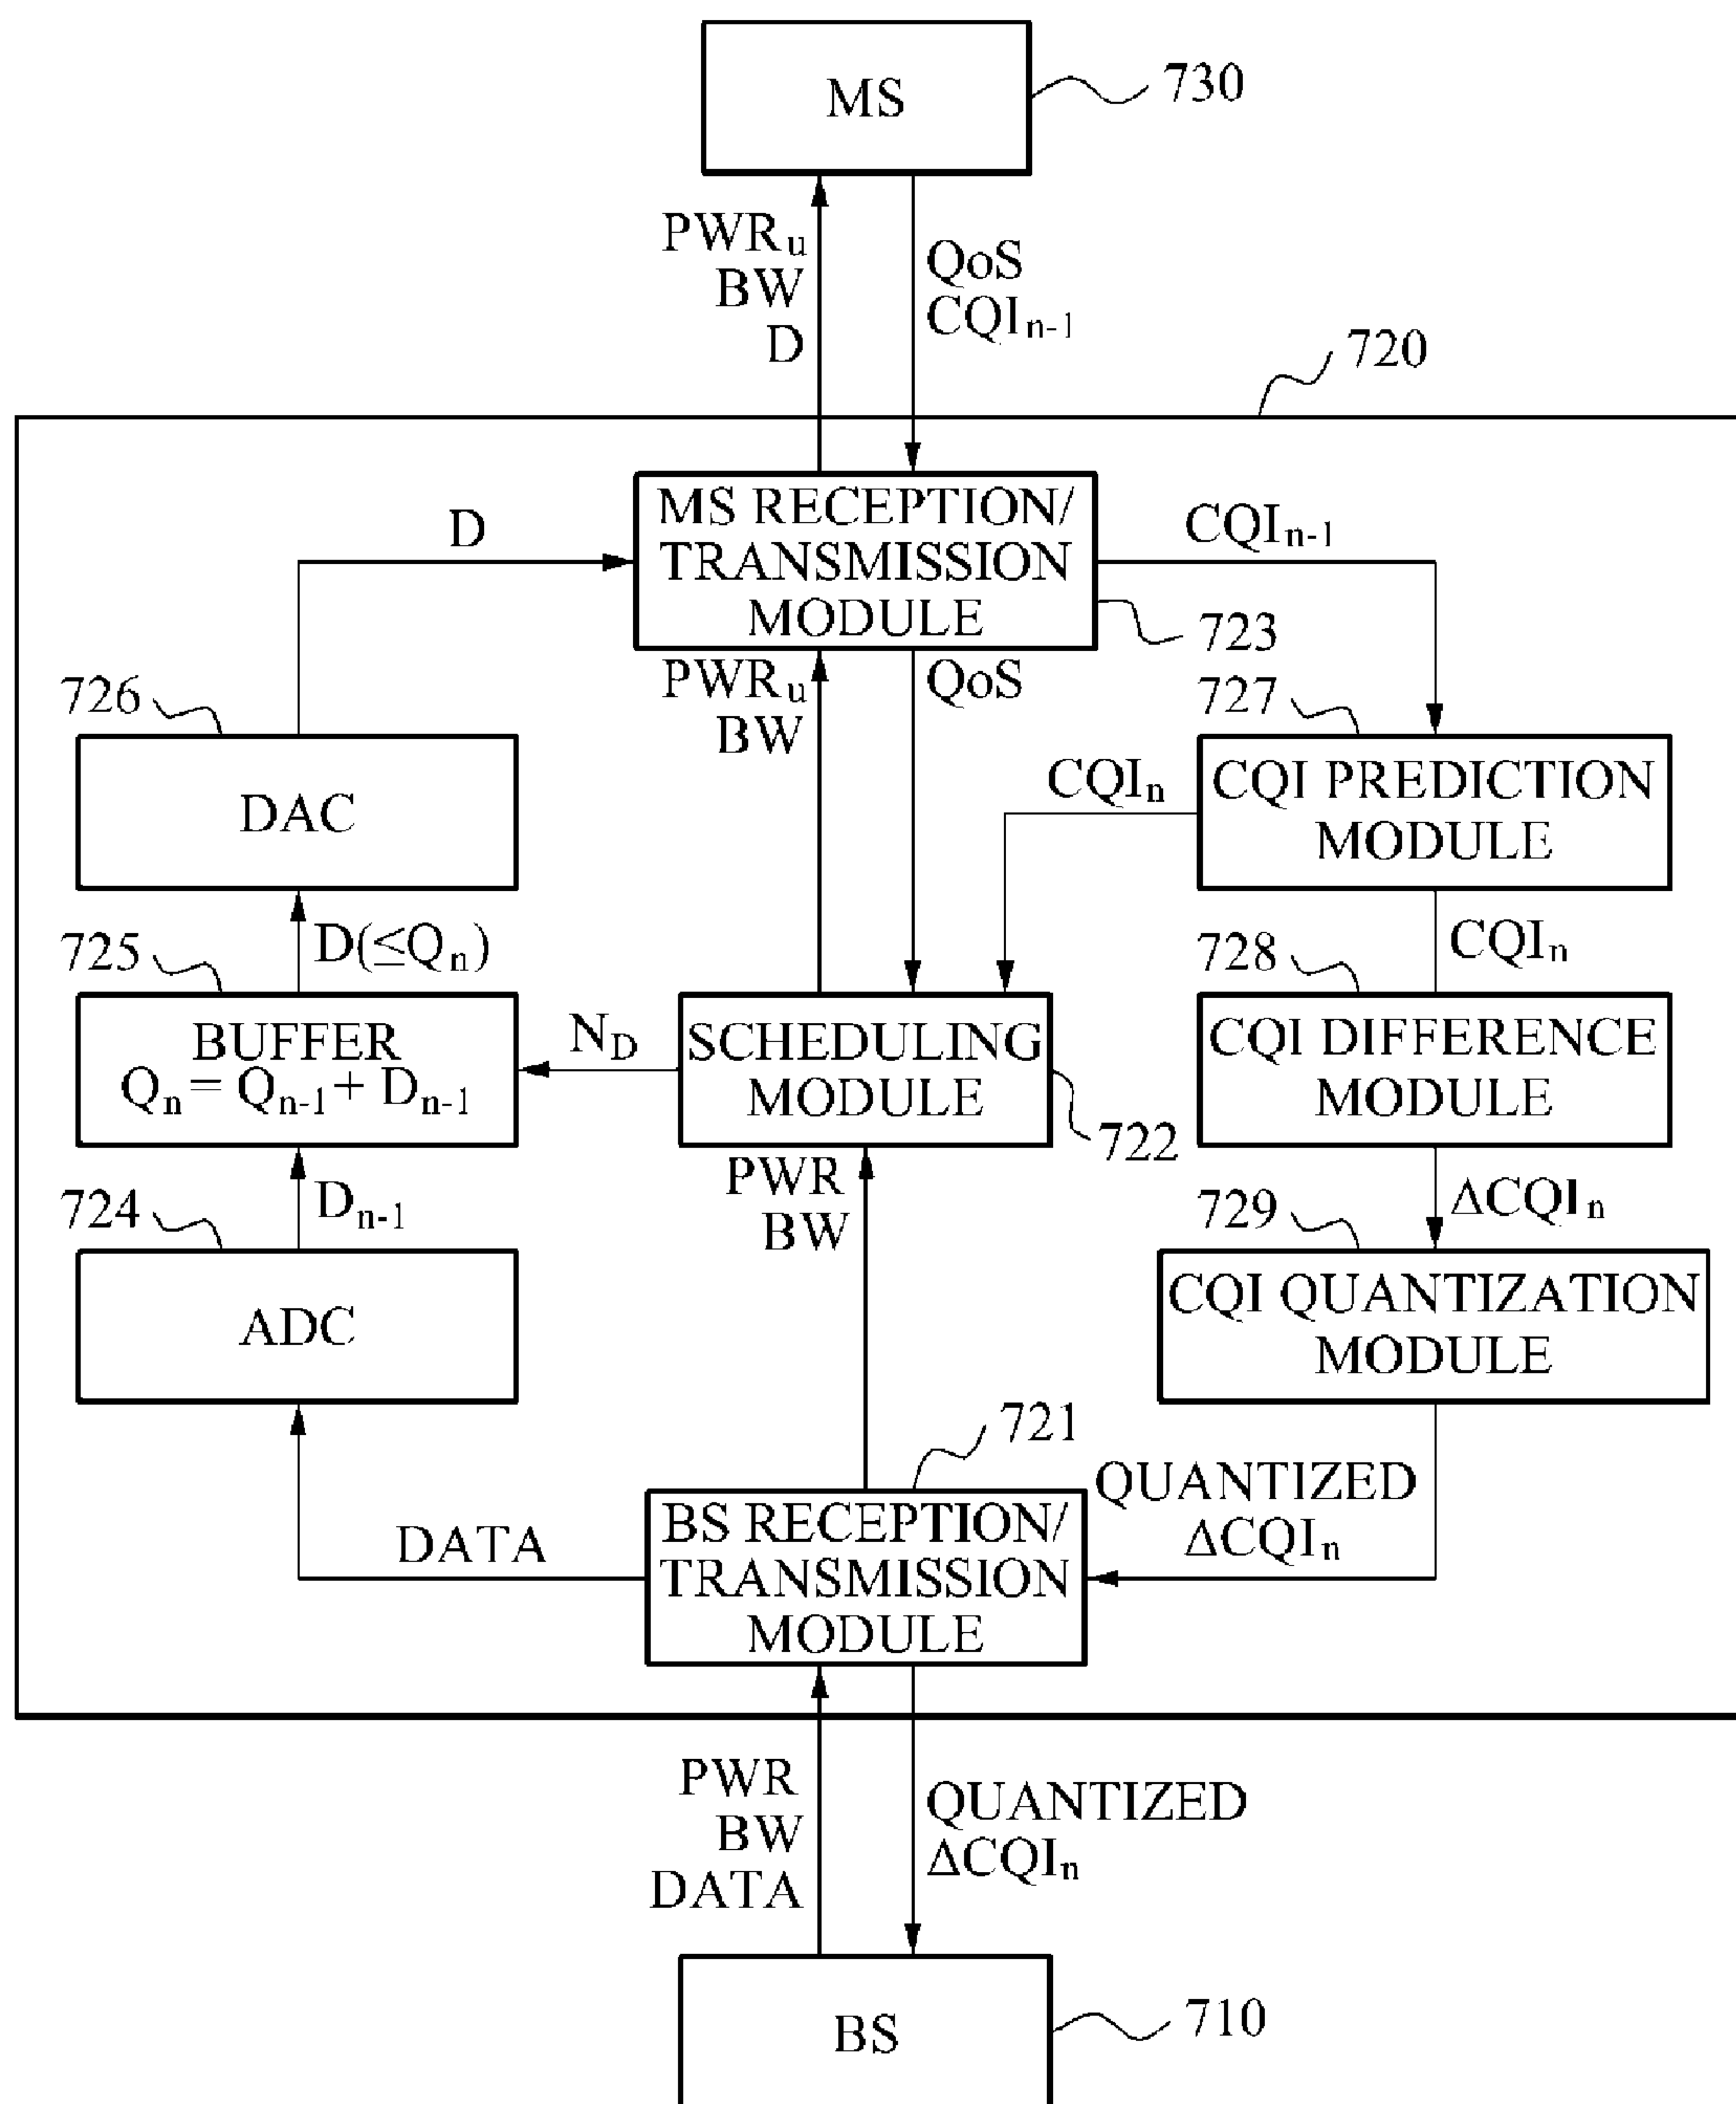 MS
730
PWRu
BW
D
QoS
CQIn-1
720
MS RECEPTION/
TRANSMISSION
MODULE
723
D
CQIn-1
726
DAC
PWRu
BW
QoS
727
CQI PREDICTION
MODULE
CQIn
D(≤Qn)
725
BUFFER
Qn = Qn-1 + Dn-1
ND
SCHEDULING
MODULE
722
CQIn
728
CQI DIFFERENCE
MODULE
Dn-1
724
ADC
PWR
BW
ΔCQIn
729
CQI QUANTIZATION
MODULE
721
BS RECEPTION/
TRANSMISSION
MODULE
DATA
QUANTIZED
ΔCQIn
PWR
BW
DATA
QUANTIZED
ΔCQIn
BS
710